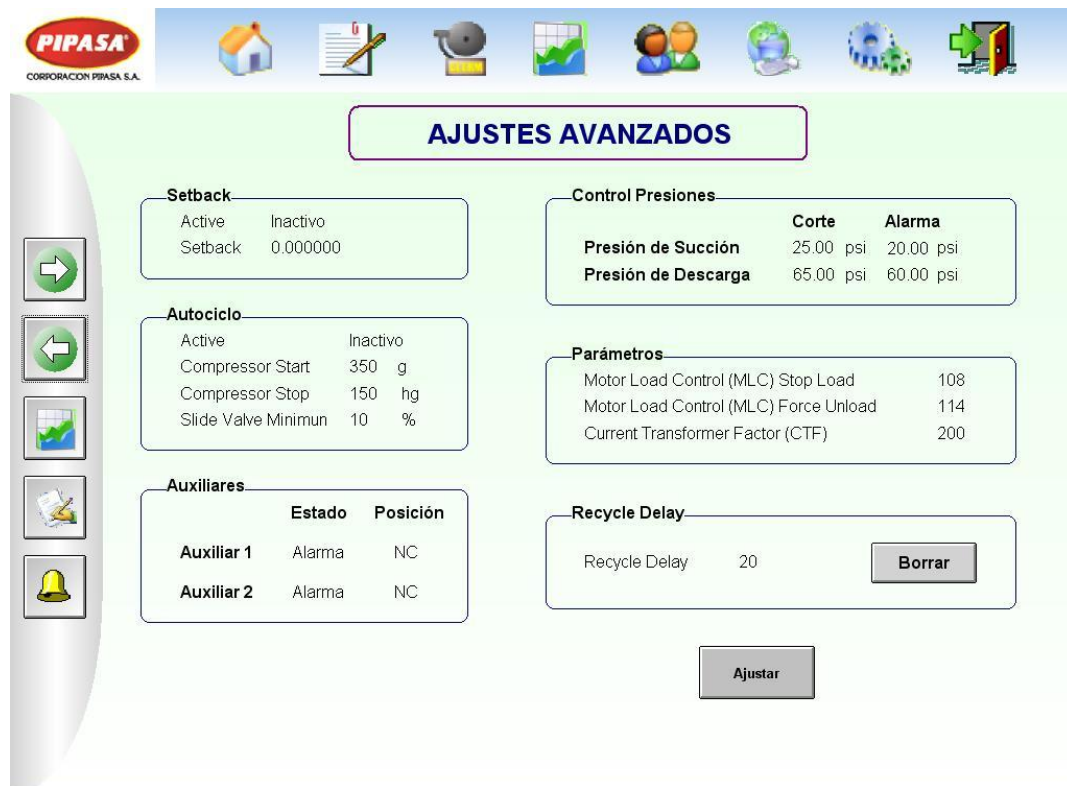 PIPASA
CORPORACION PIPASA S.A.
AJUSTES AVANZADOS
Setback
Active Inactivo
Setback 0.000000
Autociclo
Active Inactivo
Compressor Start 350 g
Compressor Stop 150 hg
Slide Valve Minimun 10 %
Auxiliares
Estado Posición
Auxiliar 1 Alarma NC
Auxiliar 2 Alarma NC
Control Presiones
Corte Alarma
Presión de Succión 25.00 psi 20.00 psi
Presión de Descarga 65.00 psi 60.00 psi
Parámetros
Motor Load Control (MLC) Stop Load 108
Motor Load Control (MLC) Force Unload 114
Current Transformer Factor (CTF) 200
Recycle Delay
Recycle Delay 20 Borrar
Ajustar